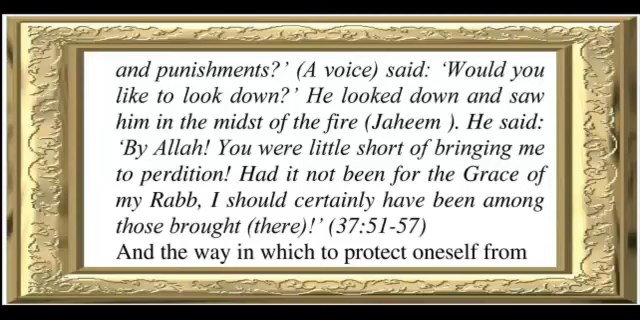 and punishments?’ (A voice) said: ‘Would you
like to look down?’ He looked down and saw
him in the midst of the fire (Jaheem ). He said:
‘By Allah! You were little short of bringing me
to perdition! Had it not been for the Grace of
my Rabb, I should certainly have been among
those brought (there)!’ (37:51-57)
And the way in which to protect oneself from